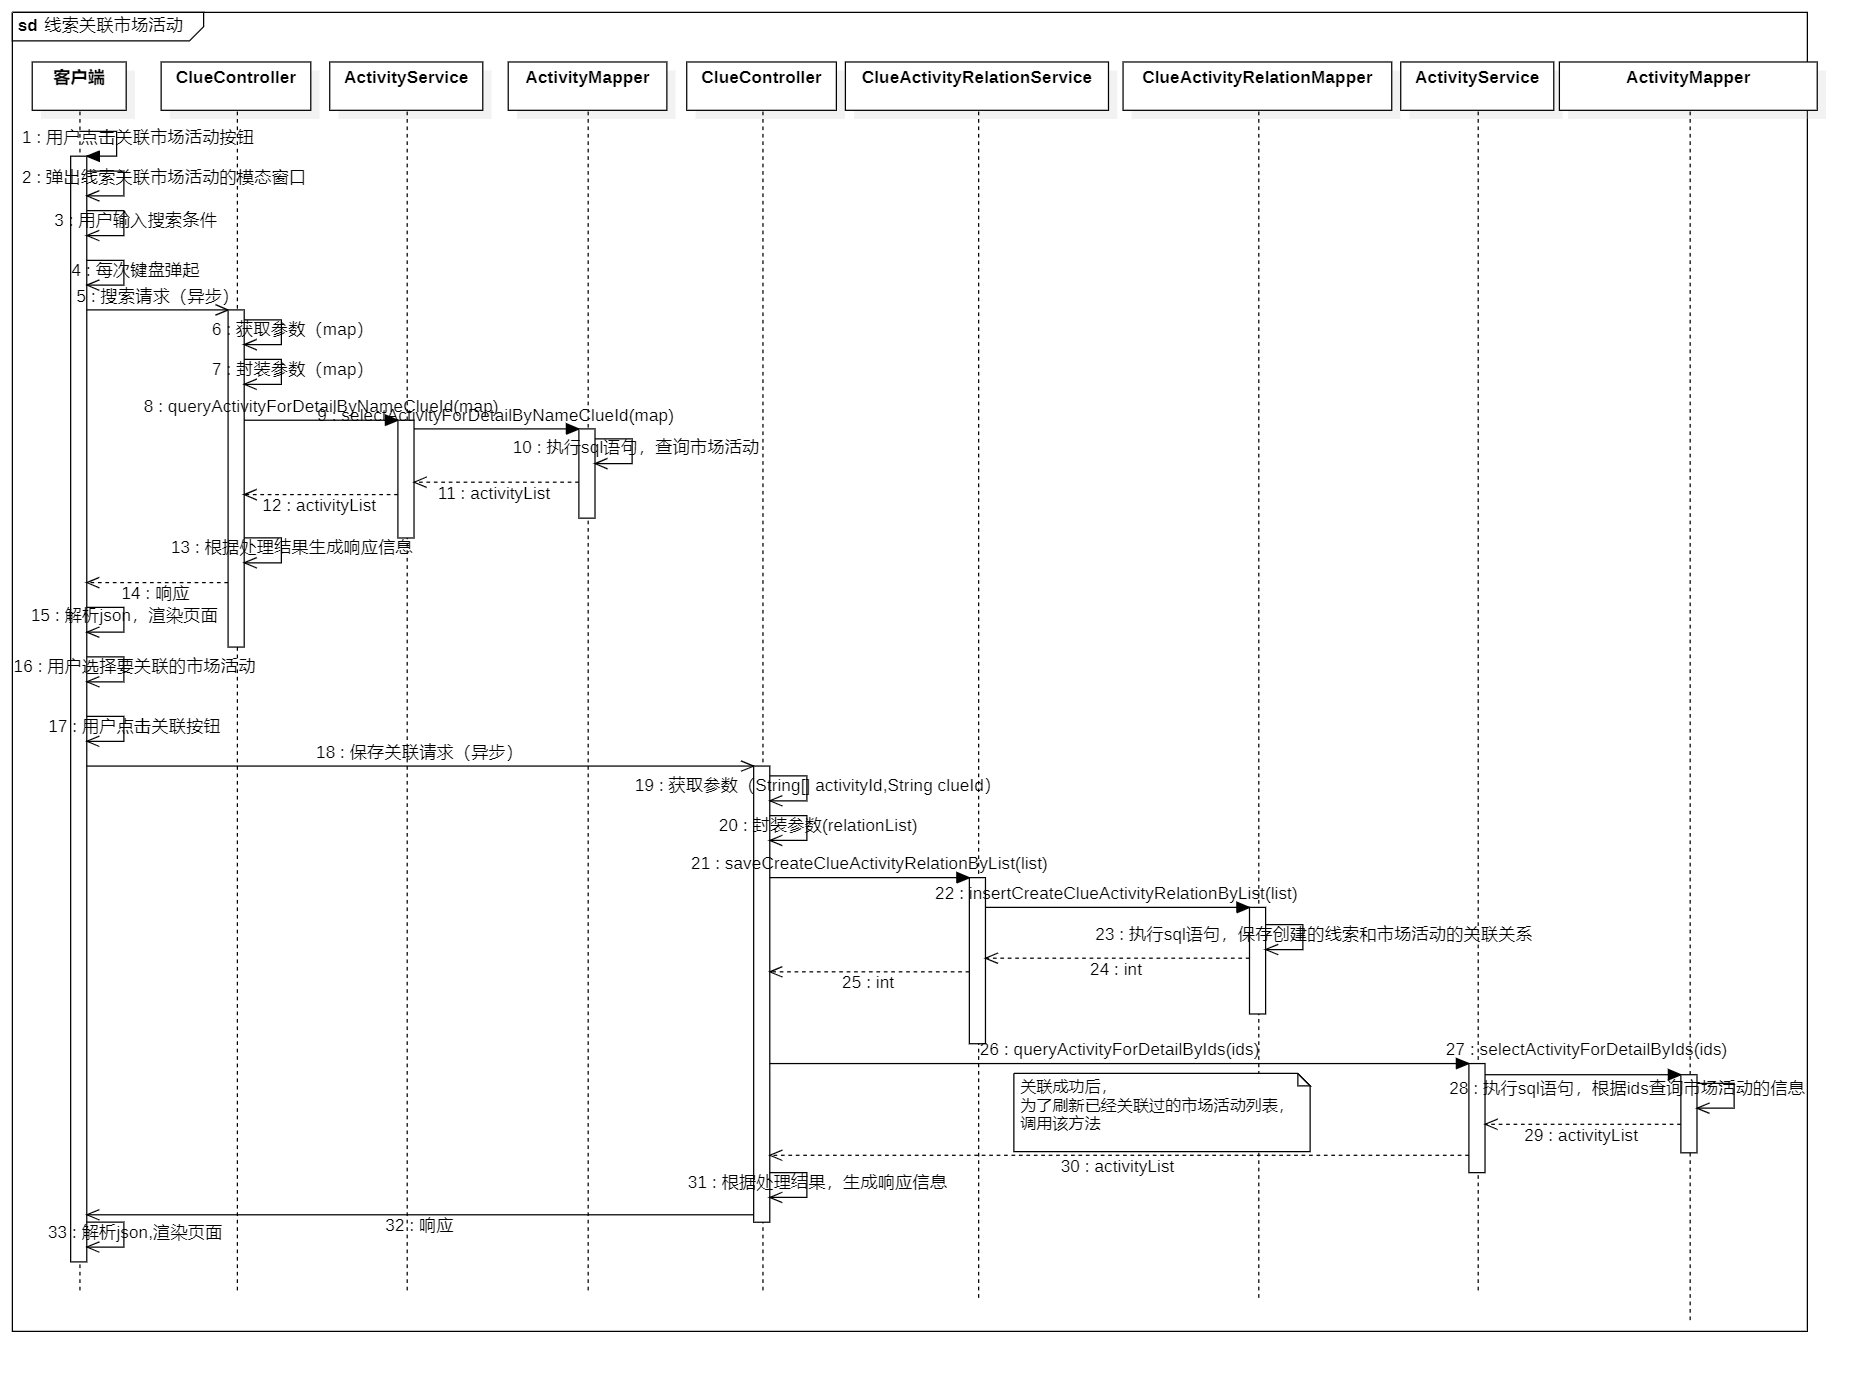 sd 线索关联市场活动
客户端
ClueController
ActivityService
ActivityMapper
ClueController
ClueActivityRelationService
ClueActivityRelationMapper
ActivityService
ActivityMapper
1 : 用户点击关联市场活动按钮
2 : 弹出线索关联市场活动的模态窗口
3 : 用户输入搜索条件
4 : 每次键盘弹起
5 : 搜索请求（异步）
6 : 获取参数（map）
7 : 封装参数（map）
8 : queryActivityForDetailByNameClueId(map)
9 : selectActivityForDetailByNameClueId(map)
10 : 执行sql语句，查询市场活动
11 : activityList
12 : activityList
13 : 根据处理结果生成响应信息
14 : 响应
15 : 解析json，渲染页面
16 : 用户选择要关联的市场活动
17 : 用户点击关联按钮
18 : 保存关联请求（异步）
19 : 获取参数（String[] activityId,String clueId）
20 : 封装参数(relationList)
21 : saveCreateClueActivityRelationByList(list)
22 : insertCreateClueActivityRelationByList(list)
23 : 执行sql语句，保存创建的线索和市场活动的关联关系
24 : int
25 : int
26 : queryActivityForDetailByIds(ids)
27 : selectActivityForDetailByIds(ids)
关联成功后，
为了刷新已经关联过的市场活动列表，
调用该方法
28 : 执行sql语句，根据ids查询市场活动的信息
29 : activityList
30 : activityList
31 : 根据处理结果，生成响应信息
32 : 响应
33 : 解析json,渲染页面